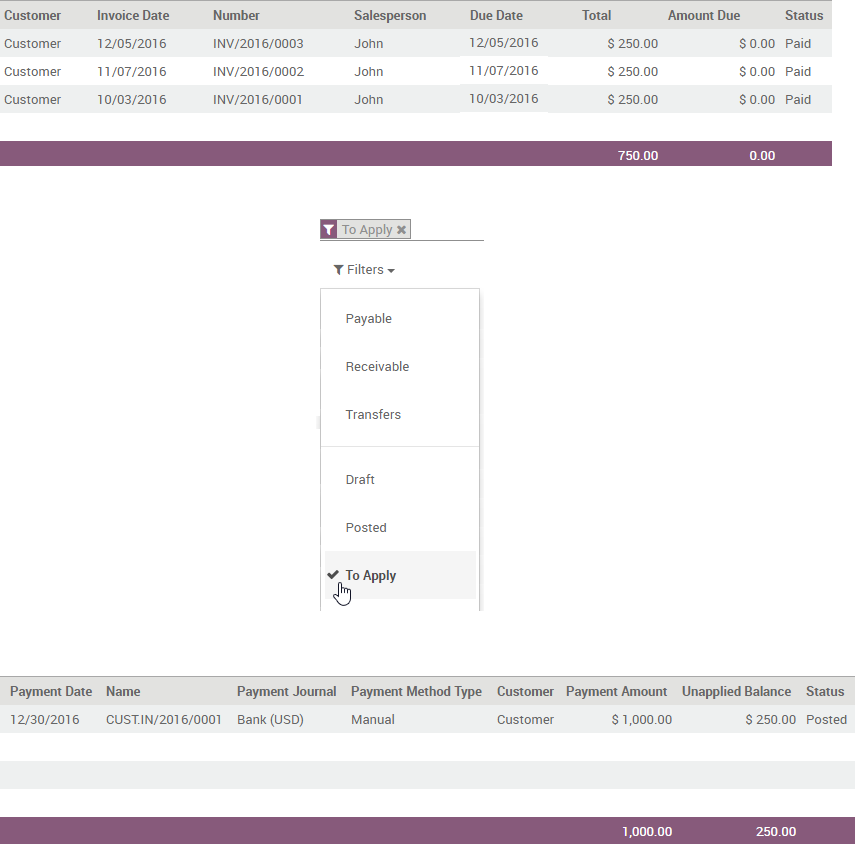 Customer Invoice Date Number Salesperson Due Date Total Amount Due Status
Customer 12/05/2016 INV/2016/0003 John 12/05/2016 $ 250.00 $ 0.00 Paid
Customer 11/07/2016 INV/2016/0002 John 11/07/2016 $ 250.00 $ 0.00 Paid
Customer 10/03/2016 INV/2016/0001 John 10/03/2016 $ 250.00 $ 0.00 Paid
750.00 0.00
To Apply
Filters
Payable
Receivable
Transfers
Draft
Posted
To Apply
Payment Date Name Payment Journal Payment Method Type Customer Payment Amount Unapplied Balance Status
12/30/2016 CUST.IN/2016/0001 Bank (USD) Manual Customer $ 1,000.00 $ 250.00 Posted
1,000.00 250.00